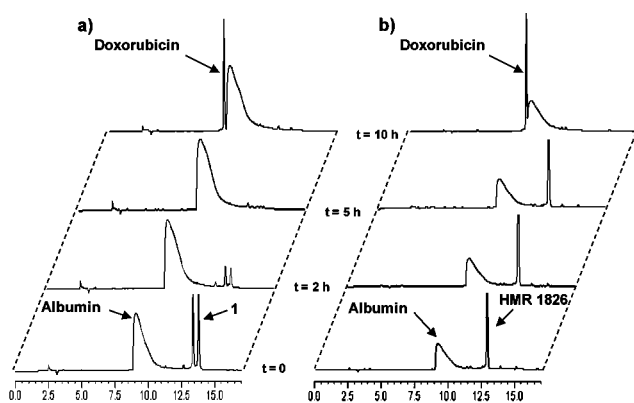 a)
b)
Doxorubicin
Doxorubicin
t = 10 h
t = 5 h
t = 2 h
Albumin
1
Albumin
HMR 1826
t = 0
0.0 2.5 5.0 7.5 10.0 12.5 15.0
0.0 2.5 5.0 7.5 10.0 12.5 15.0